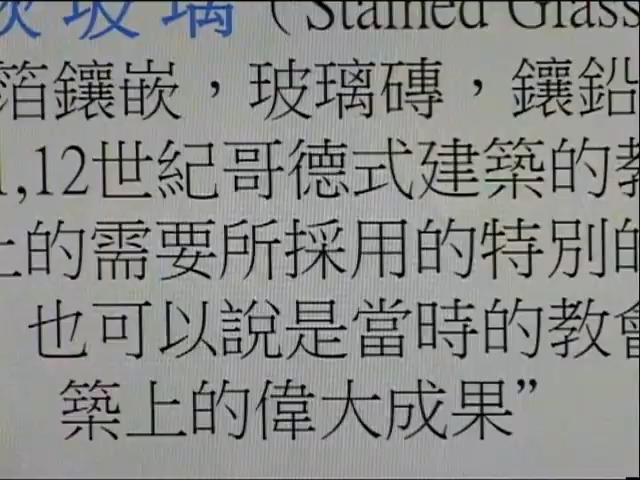 玻璃 (Stained Glass
箔鑲嵌，玻璃磚，鑲鉛
1,12世紀哥德式建築的教
上的需要所採用的特別的
也可以說是當時的教會
築上的偉大成果”